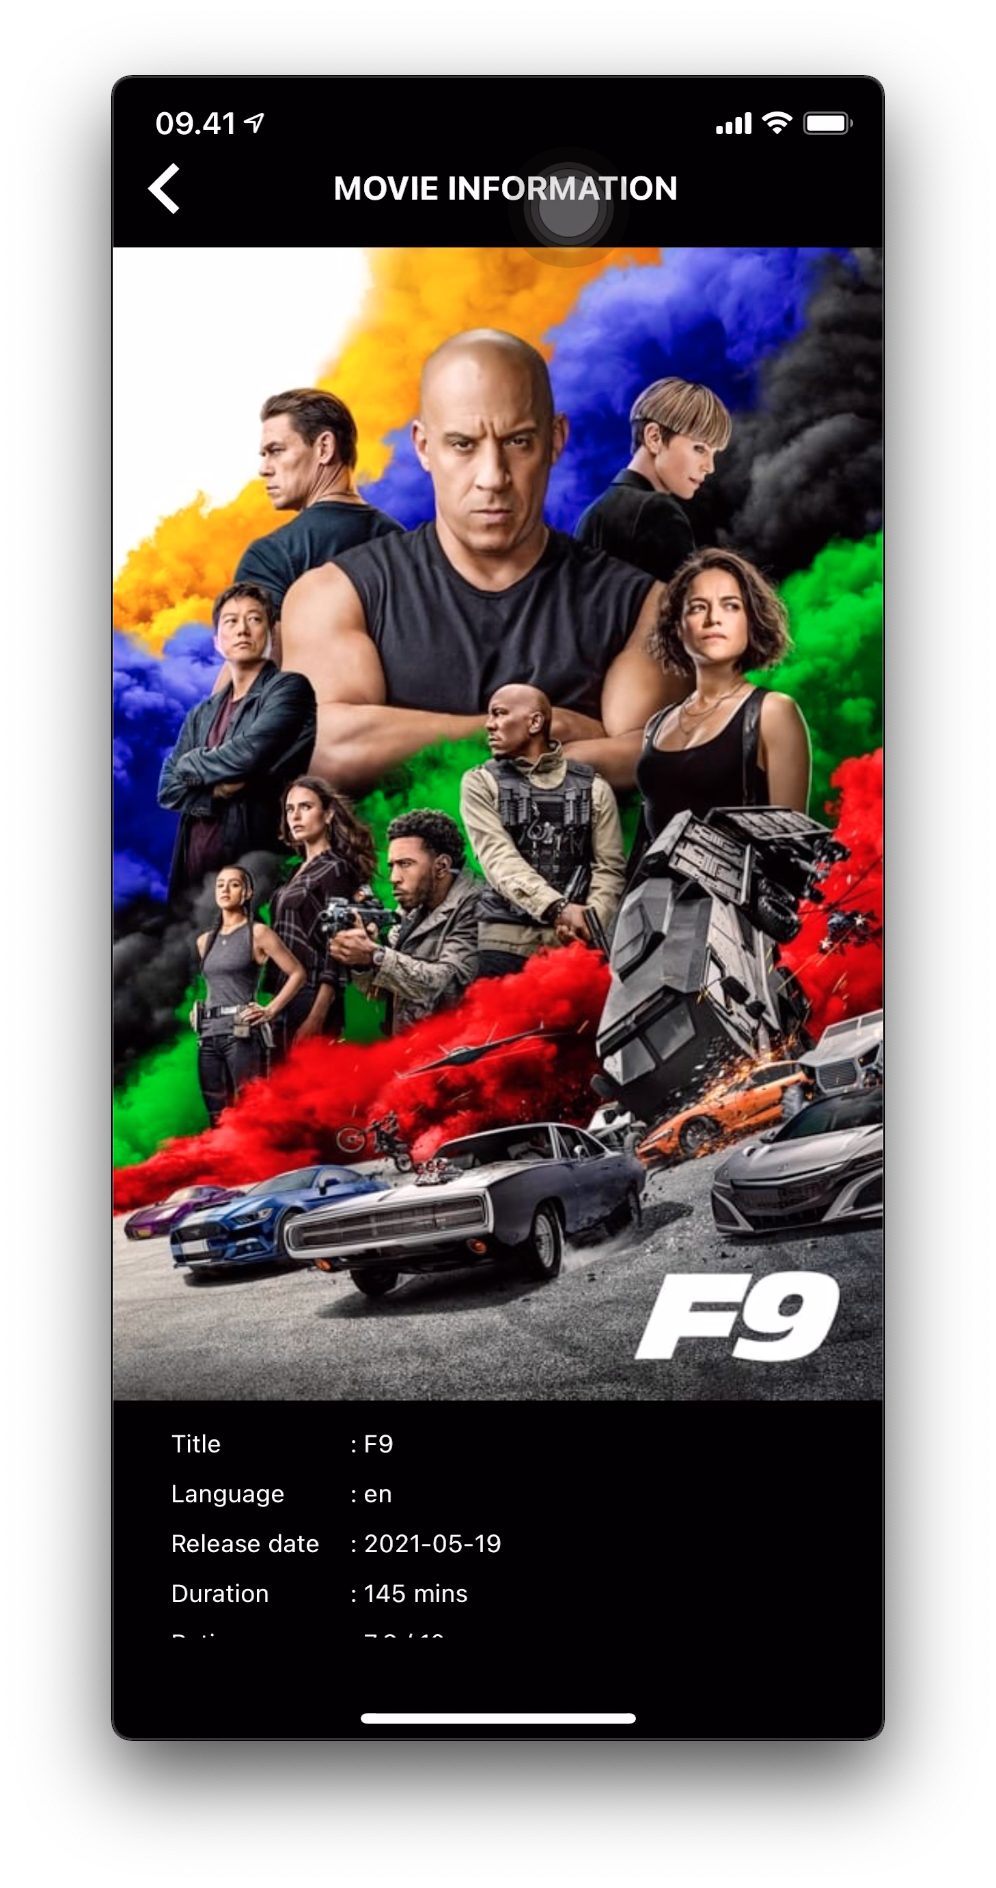 09.41
MOVIE INFORMATION
F9
Title : F9
Language : en
Release date : 2021-05-19
Duration : 145 mins